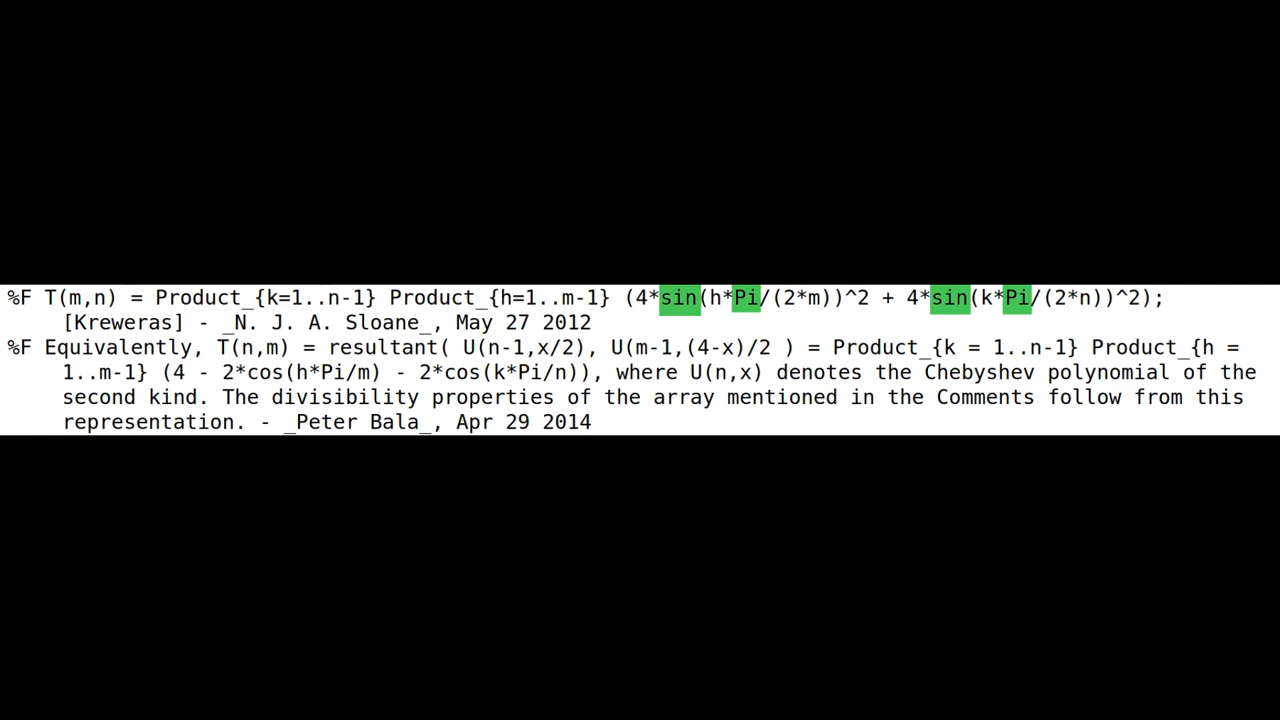 %F T(m,n) = Product_{k=1..n-1} Product_{h=1..m-1} (4*sin(h*Pi/(2*m))^2 + 4*sin(k*Pi/(2*n))^2);
[Kreweras] - _N. J. A. Sloane_, May 27 2012
%F Equivalently, T(n,m) = resultant( U(n-1,x/2), U(m-1,(4-x)/2 ) = Product_{k = 1..n-1} Product_{h =
1..m-1} (4 - 2*cos(h*Pi/m) - 2*cos(k*Pi/n)), where U(n,x) denotes the Chebyshev polynomial of the
second kind. The divisibility properties of the array mentioned in the Comments follow from this
representation. - _Peter Bala_, Apr 29 2014